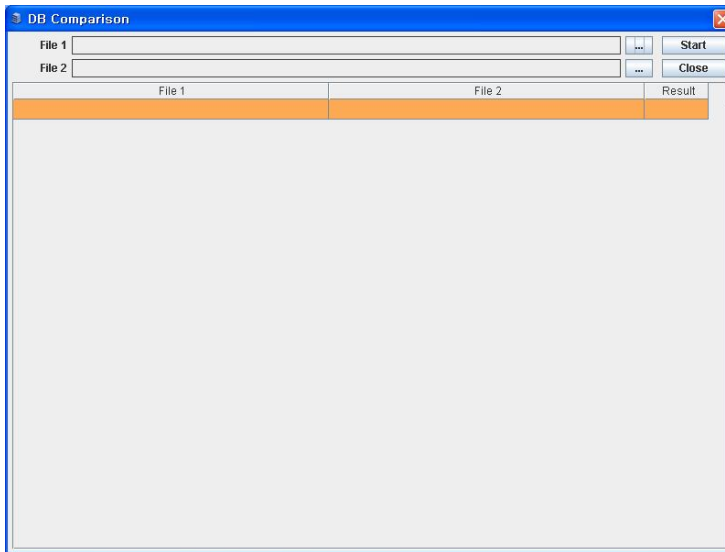 DB Comparison
File 1 ... Start
File 2 ... Close
File 1 File 2 Result